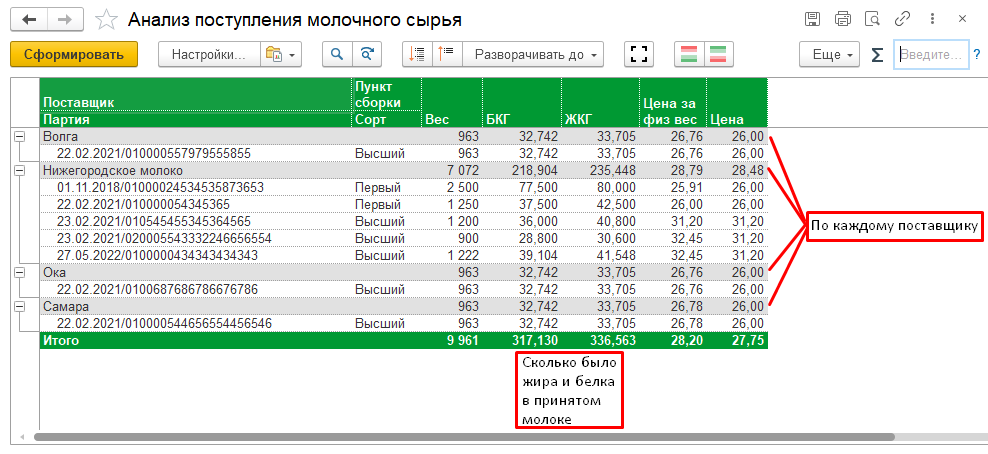 Анализ поступления молочного сырья
Сформировать Настройки... Разворачивать до Еще Σ Введите... ?
Поставщик Пункт сборки Вес БКГ ЖКГ Цена за физ вес Цена
Партия Сорт
Волга 963 32,742 33,705 26,76 26,00
22.02.2021/010000557979555855 Высший 963 32,742 33,705 26,76 26,00
Нижегородское молоко 7 072 218,904 235,448 28,79 28,48
01.11.2018/01000024534535873653 Первый 2 500 77,500 80,000 25,91 26,00
22.02.2021/01000054345365 Первый 1 250 37,500 42,500 26,00 26,00
23.02.2021/010545455345364565 Высший 1 200 36,000 40,800 31,20 31,20
23.02.2021/020005543332246656554 Высший 900 28,800 30,600 32,45 31,20
27.05.2022/0100000434343434343 Высший 1 222 39,104 41,548 32,45 31,20
Ока 963 32,742 33,705 26,76 26,00
22.02.2021/0100687686786676786 Высший 963 32,742 33,705 26,76 26,00
Самара 963 32,742 33,705 26,78 26,00
22.02.2021/010000544656554456546 Высший 963 32,742 33,705 26,78 26,00
Итого 9 961 317,130 336,563 28,20 27,75
По каждому поставщику
Сколько было
жира и белка
в принятом
молоке